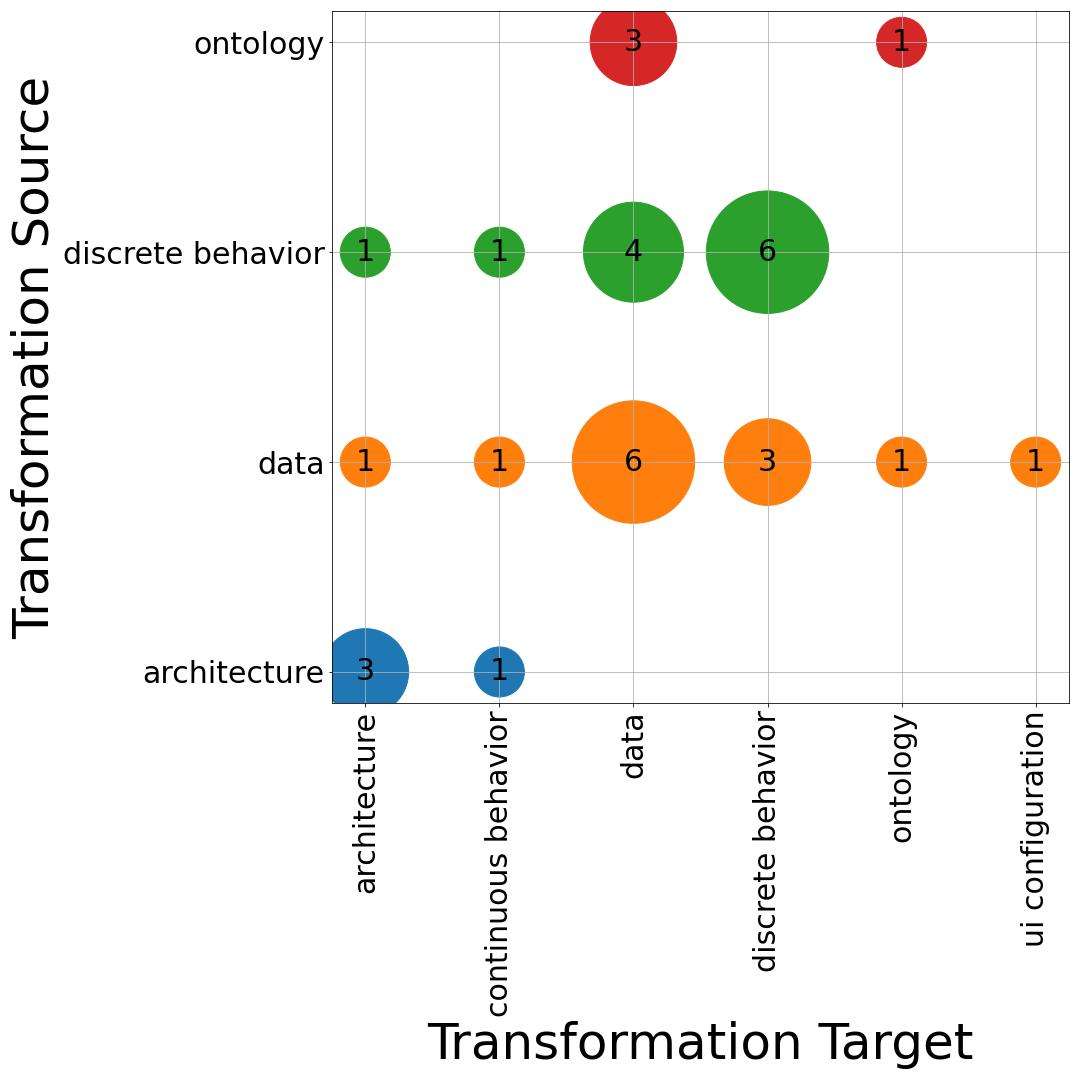 Transformation Source
ontology
3
1
discrete behavior
1
1
4
6
data
1
1
6
3
1
1
architecture
3
1
architecture
continuous behavior
data
discrete behavior
ontology
ui configuration
Transformation Target